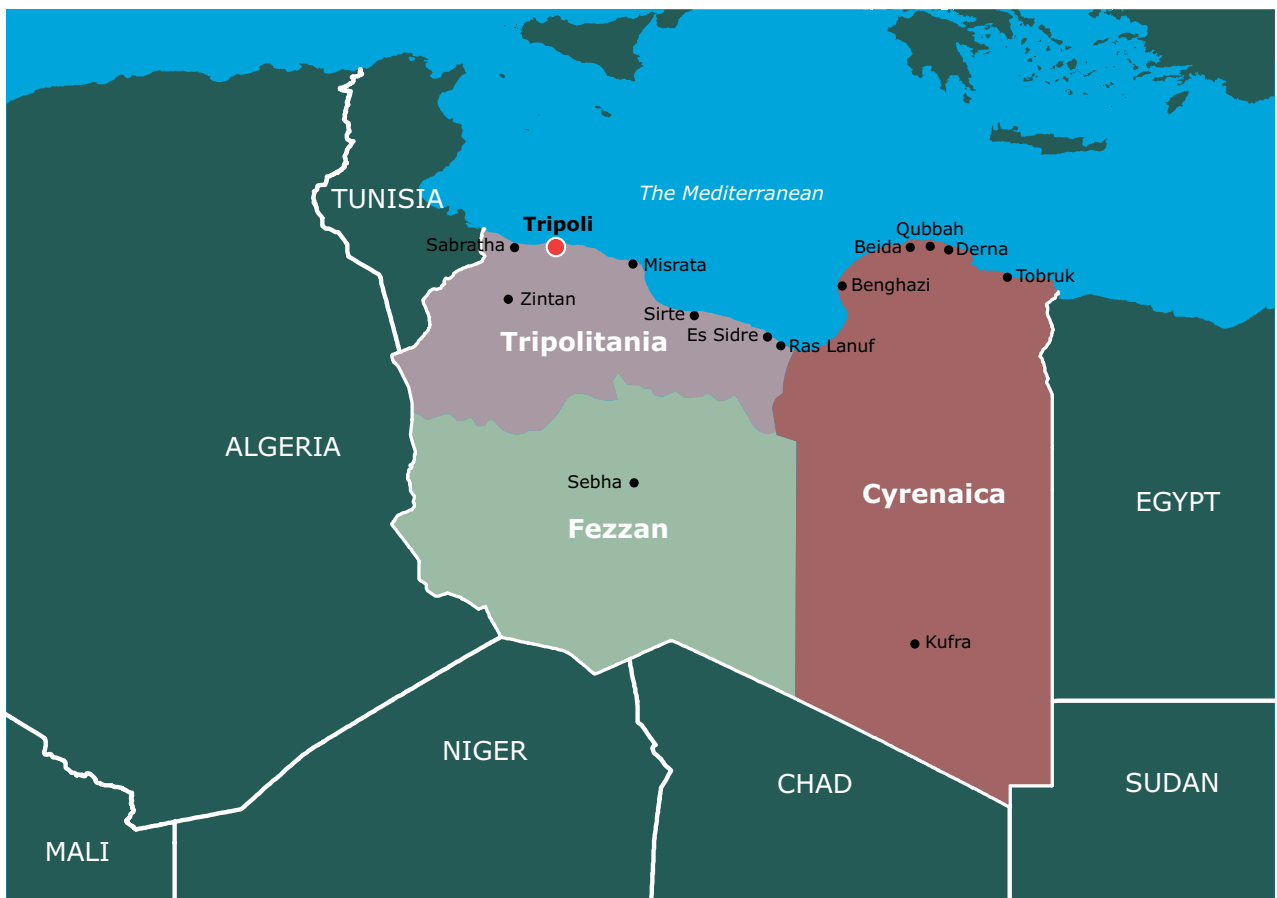 The Mediterranean
TUNISIA
Tripoli
Qubbah
Sabratha
Beida
Derna
Misrata
Tobruk
Benghazi
Zintan
Sirte
Es Sidre
Ras Lanuf
Tripolitania
ALGERIA
Sebha
Cyrenaica
EGYPT
Fezzan
Kufra
NIGER
CHAD
SUDAN
MALI